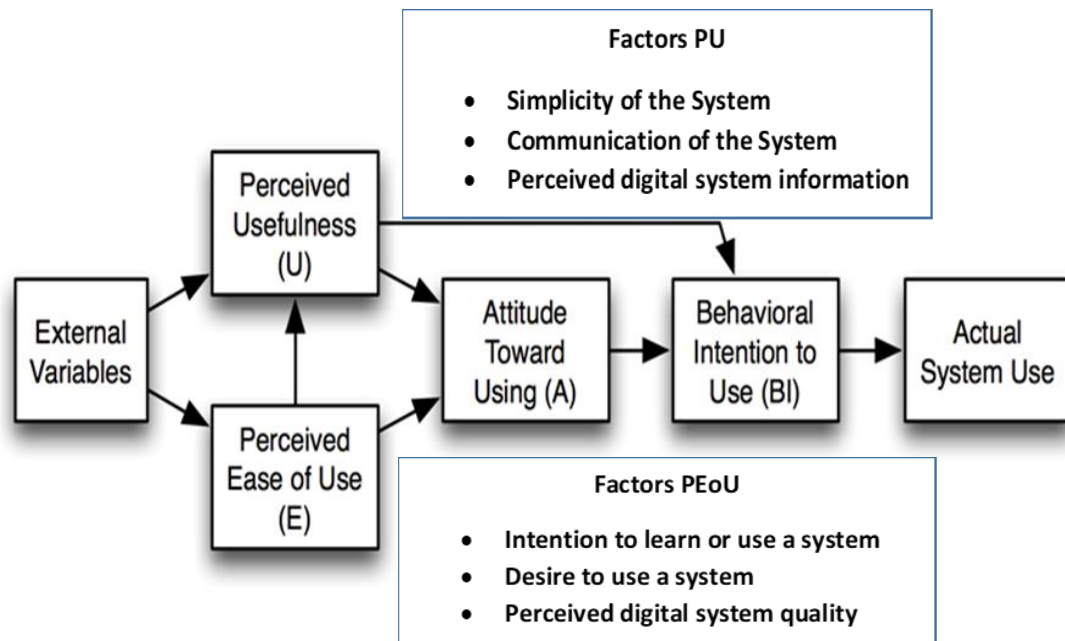 Factors PU
• Simplicity of the System
• Communication of the System
• Perceived digital system information
Perceived
Usefulness
(U)
External
Variables
Attitude
Toward
Using (A)
Behavioral
Intention to
Use (BI)
Actual
System Use
Perceived
Ease of Use
(E)
Factors PEoU
• Intention to learn or use a system
• Desire to use a system
• Perceived digital system quality